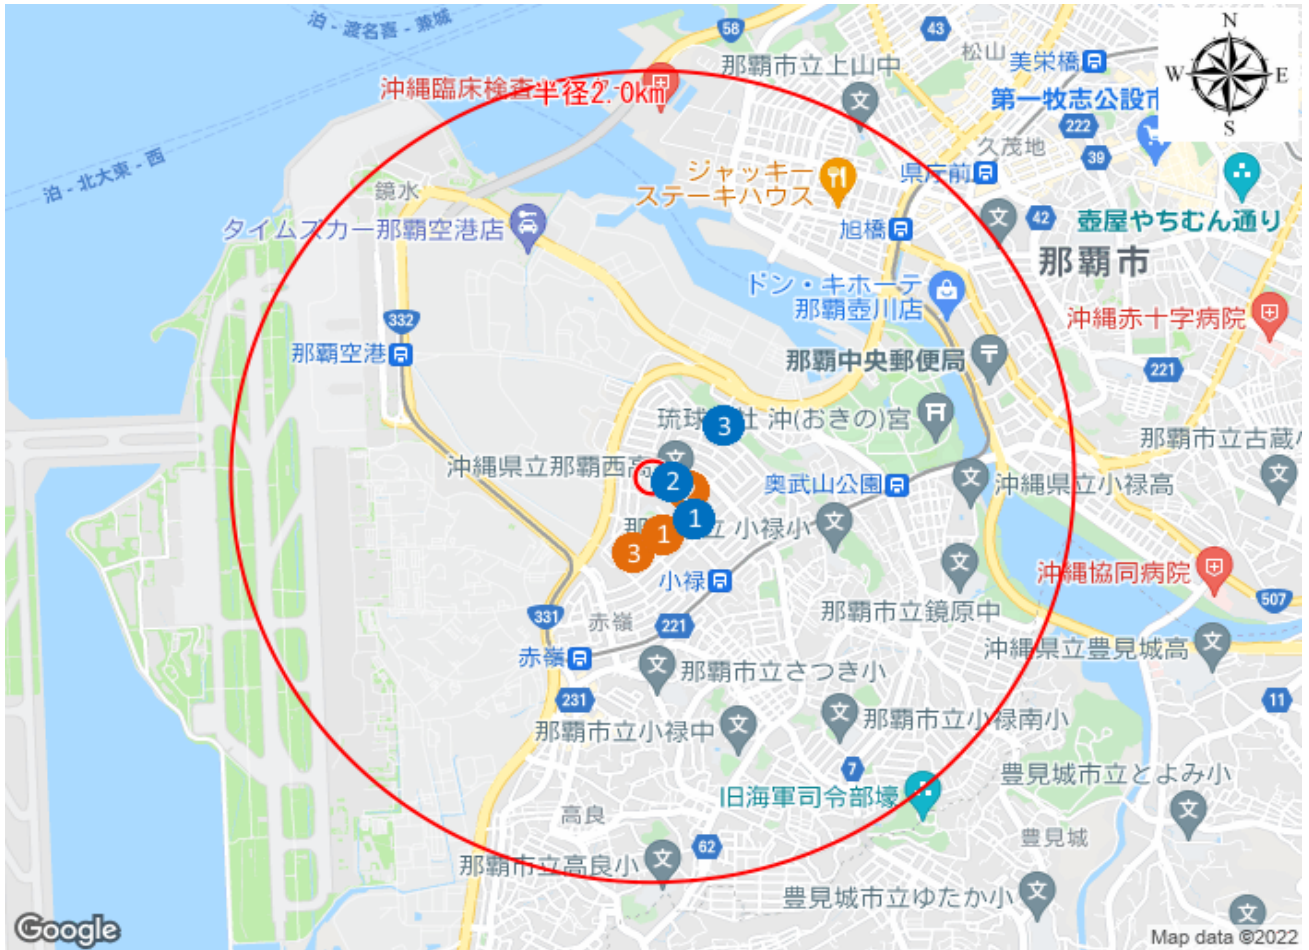 泊 - 渡名喜 - 兼城
58
43
松山
美栄橋
N
W
E
S
那覇市立上山中
沖縄臨床検査
半径2.0km
第一牧志公設市
222
久茂地
39
泊 - 北大東 - 西
鏡水
ジャッキー
ステーキハウス
県庁前
タイムズカー那覇空港店
旭橋
42
壺屋やちむん通り
那覇市
ドン・キホーテ
那覇壺川店
沖縄赤十字病院
332
那覇空港
那覇中央郵便局
221
琉球
社 沖(おきの)宮
3
那覇市立古蔵小
沖縄県立那覇西高
2
奥武山公園
沖縄県立小禄高
1
那
立 小禄小
1
3
小禄
沖縄協同病院
507
331
赤嶺
221
那覇市立鏡原中
沖縄県立豊見城高
赤嶺
那覇市立さつき小
231
11
那覇市立小禄中
那覇市立小禄南小
7
豊見城市立とよみ小
旧海軍司令部壕
高良
豊見城
62
那覇市立高良小
豊見城市立ゆたか小
Google
Map data ©2022